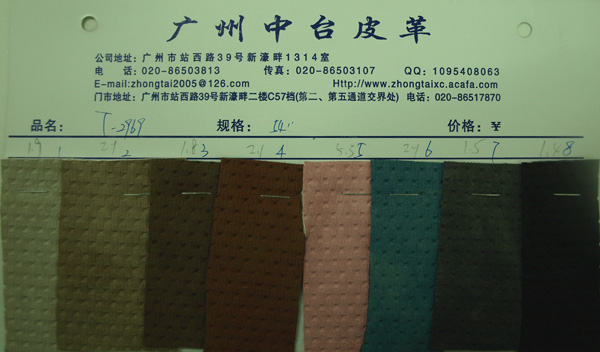 广州中台皮革
公司地址：广州市站西路39号新濠畔1314室
电 话：020-86503813 传真：020-86503107 QQ：1095408063
E-mail:zhongtai2005@126.com Http://www.zhongtaixc.acafa.com
门市地址：广州市站西路39号新濠畔二楼C57档(第二、第五通道交界处) 电话:020-86517870
品名： T-2969 规格： 54" 价格：￥
1 2 3 4 5 6 7 8